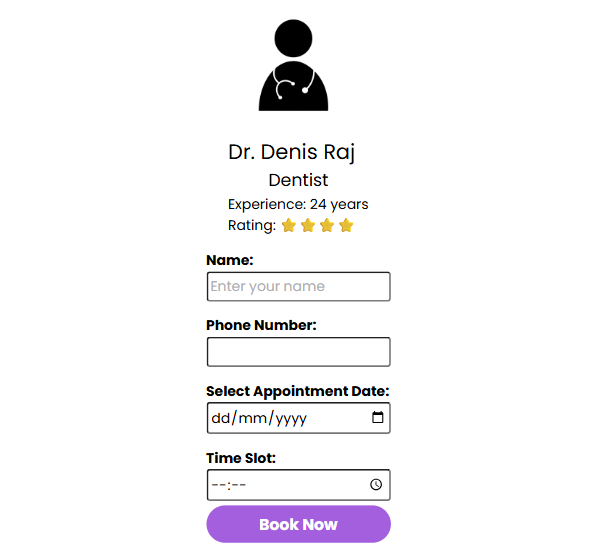 Dr. Denis Raj
Dentist
Experience: 24 years
Rating: ⭐⭐⭐⭐
Name:
Enter your name
Phone Number:
Select Appointment Date:
dd/mm/yyyy
Time Slot:
--:--
Book Now